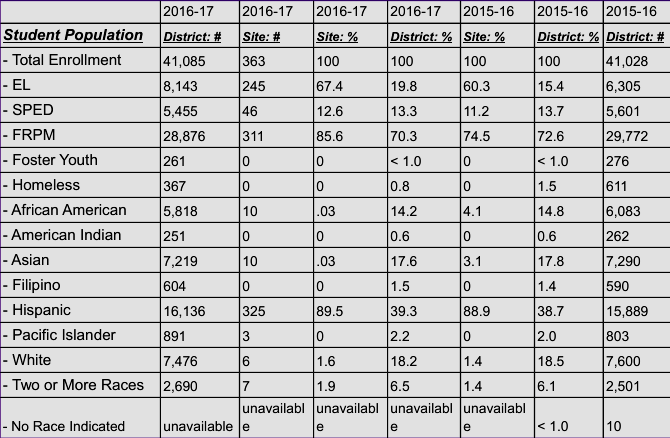 2016-17 2016-17 2016-17 2016-17 2015-16 2015-16 2015-16
Student Population District: # Site: # Site: % District: % Site: % District: % District: #
- Total Enrollment 41,085 363 100 100 100 100 41,028
- EL 8,143 245 67.4 19.8 60.3 15.4 6,305
- SPED 5,455 46 12.6 13.3 11.2 13.7 5,601
- FRPM 28,876 311 85.6 70.3 74.5 72.6 29,772
- Foster Youth 261 0 0 < 1.0 0 < 1.0 276
- Homeless 367 0 0 0.8 0 1.5 611
- African American 5,818 10 .03 14.2 4.1 14.8 6,083
- American Indian 251 0 0 0.6 0 0.6 262
- Asian 7,219 10 .03 17.6 3.1 17.8 7,290
- Filipino 604 0 0 1.5 0 1.4 590
- Hispanic 16,136 325 89.5 39.3 88.9 38.7 15,889
- Pacific Islander 891 3 0 2.2 0 2.0 803
- White 7,476 6 1.6 18.2 1.4 18.5 7,600
- Two or More Races 2,690 7 1.9 6.5 1.4 6.1 2,501
unavailabl unavailabl unavailabl unavailabl
- No Race Indicated unavailable e e e e < 1.0 10